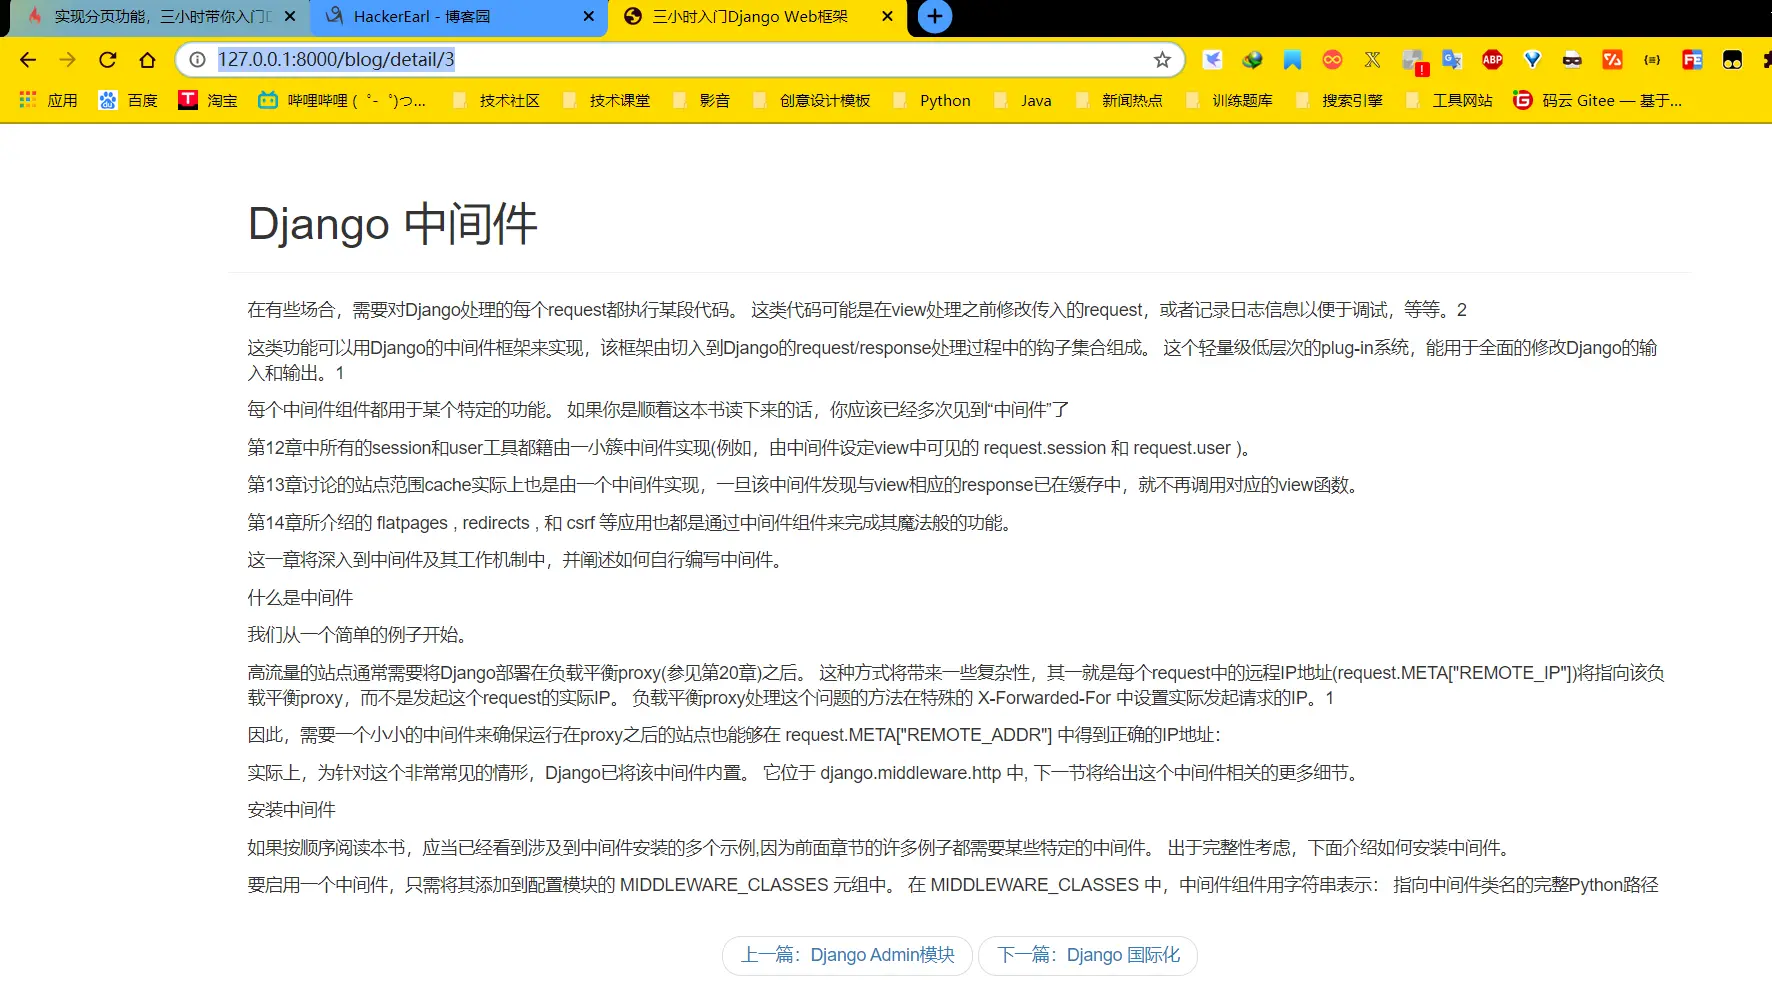 实现分页功能，三小时带你入门
HackerEarl - 博客园
三小时入门Django Web框架
127.0.0.1:8000/blog/detail/3
ABP
FE
应用
百度
淘宝
哔哩哔哩 ( ゜- ゜)つ...
技术社区
技术课堂
影音
创意设计模板
Python
Java
新闻热点
训练题库
搜索引擎
工具网站
码云 Gitee — 基于...
Django 中间件
在有些场合，需要对Django处理的每个request都执行某段代码。 这类代码可能是在view处理之前修改传入的request，或者记录日志信息以便于调试，等等。2
这类功能可以用Django的中间件框架来实现，该框架由切入到Django的request/response处理过程中的钩子集合组成。 这个轻量级低层次的plug-in系统，能用于全面的修改Django的输
入和输出。1
每个中间件组件都用于某个特定的功能。 如果你是顺着这本书读下来的话，你应该已经多次见到“中间件”了
第12章中所有的session和user工具都籍由一小簇中间件实现(例如，由中间件设定view中可见的 request.session 和 request.user )。
第13章讨论的站点范围cache实际上也是由一个中间件实现，一旦该中间件发现与view相应的response已在缓存中，就不再调用对应的view函数。
第14章所介绍的 flatpages , redirects , 和 csrf 等应用也都是通过中间件组件来完成其魔法般的功能。
这一章将深入到中间件及其工作机制中，并阐述如何自行编写中间件。
什么是中间件
我们从一个简单的例子开始。
高流量的站点通常需要将Django部署在负载平衡proxy(参见第20章)之后。 这种方式将带来一些复杂性，其一就是每个request中的远程IP地址(request.META["REMOTE_IP"])将指向该负
载平衡proxy，而不是发起这个request的实际IP。 负载平衡proxy处理这个问题的方法在特殊的 X-Forwarded-For 中设置实际发起请求的IP。1
因此，需要一个小小的中间件来确保运行在proxy之后的站点也能够在 request.META["REMOTE_ADDR"] 中得到正确的IP地址：
实际上，为针对这个非常常见的情形，Django已将该中间件内置。 它位于 django.middleware.http 中, 下一节将给出这个中间件相关的更多细节。
安装中间件
如果按顺序阅读本书，应当已经看到涉及到中间件安装的多个示例,因为前面章节的许多例子都需要某些特定的中间件。 出于完整性考虑，下面介绍如何安装中间件。
要启用一个中间件，只需将其添加到配置模块的 MIDDLEWARE_CLASSES 元组中。 在 MIDDLEWARE_CLASSES 中，中间件组件用字符串表示： 指向中间件类名的完整Python路径
上一篇：Django Admin模块
下一篇：Django 国际化